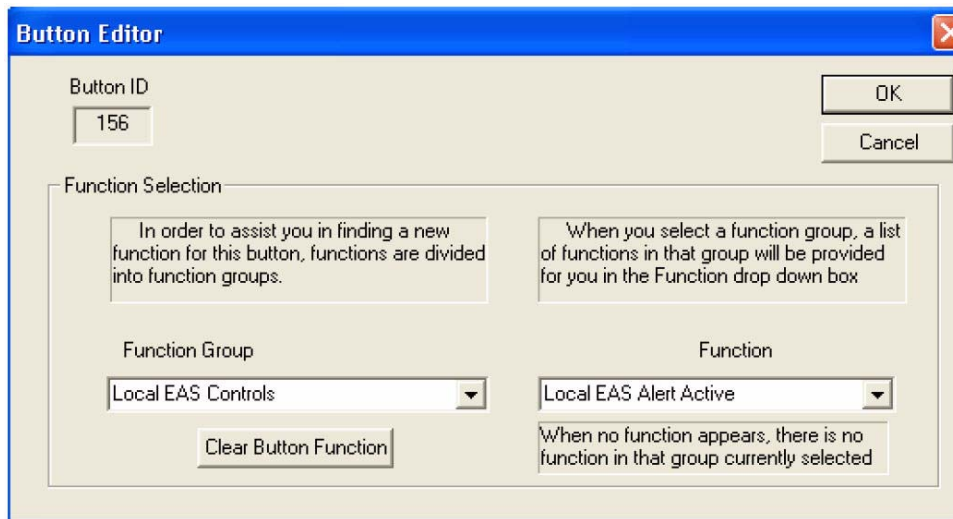 Button Editor
Button ID
156
OK
Cancel
Function Selection
In order to assist you in finding a new
function for this button, functions are divided
into function groups.
When you select a function group, a list
of functions in that group will be provided
for you in the Function drop down box
Function Group
Function
Local EAS Controls
Local EAS Alert Active
Clear Button Function
When no function appears, there is no
function in that group currently selected